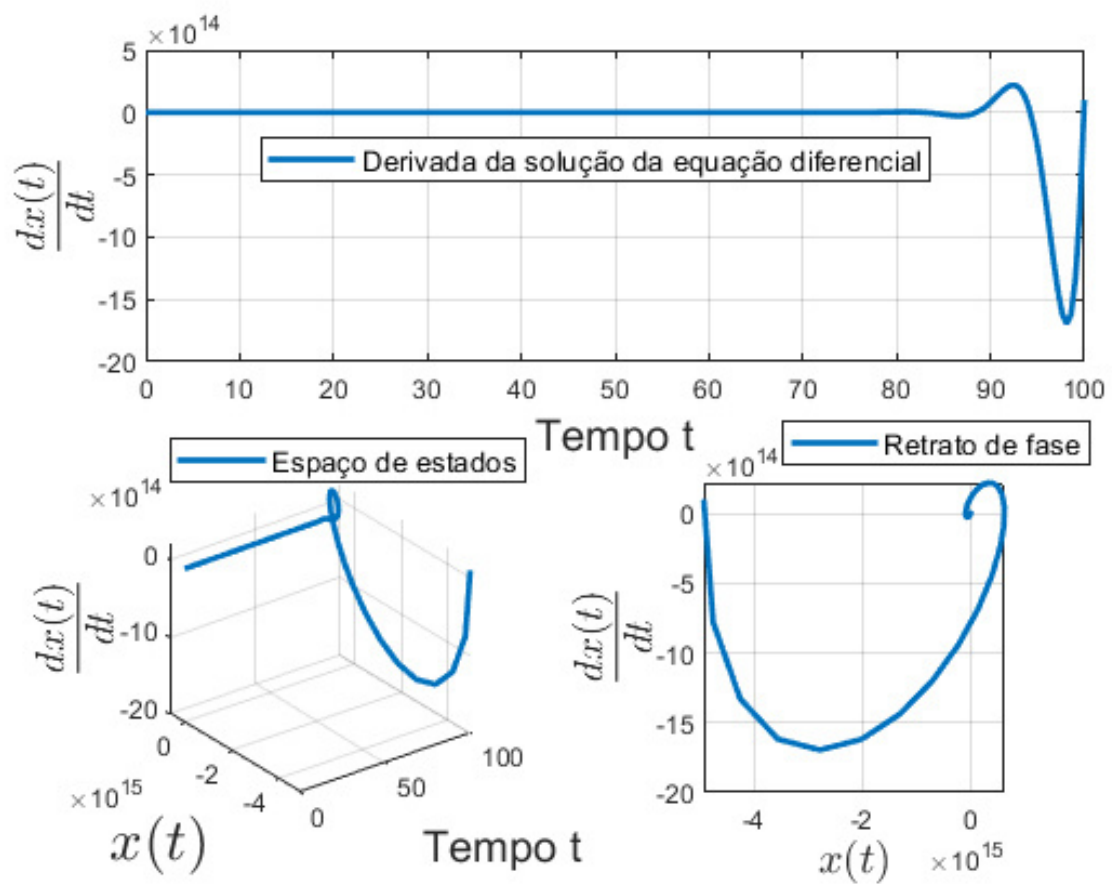 ×10^14
5
0
-5
-10
-15
-20
dx(t)
dt
Derivada da solução da equação diferencial
0 10 20 30 40 50 60 70 80 90 100
Tempo t
Espaço de estados
×10^14
0
-10
-20
dx(t)
dt
0
-2
-4
×10^15
x(t)
0
50
100
Tempo t
Retrato de fase
×10^14
0
-5
-10
-15
-20
dx(t)
dt
-4 -2 0
x(t) ×10^15